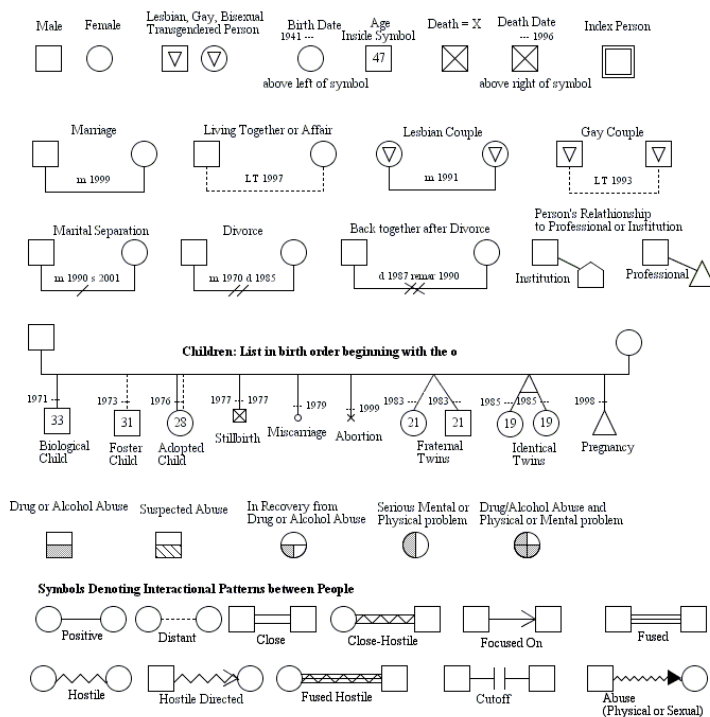 Male
Female
Lesbian, Gay, Bisexual
Transgendered Person
Birth Date
1941 ---
above left of symbol
Age
Inside Symbol
47
Death = X
Death Date
--- 1996
above right of symbol
Index Person
Marriage
m 1999
Living Together or Affair
LT 1997
Lesbian Couple
m 1991
Gay Couple
LT 1993
Marital Separation
m 1990 s 2001
Divorce
m 1970 d 1985
Back together after Divorce
d 1987 remar 1990
Person's Relathionship
to Professional or Institution
Institution
Professional
Children: List in birth order beginning with the o
1971 ---
33
Biological
Child
1973 ---
31
Foster
Child
1976 ---
28
Adopted
Child
1977 --- 1977
Stillbirth
--- 1979
Miscarriage
--- 1999
Abortion
1983 ---
21
1983 ---
21
Fraternal
Twins
1985 ---
19
1985 ---
19
Identical
Twins
1998 ---
Pregnancy
Drug or Alcohol Abuse
Suspected Abuse
In Recovery from
Drug or Alcohol Abuse
Serious Mental or
Physical problem
Drug/Alcohol Abuse and
Physical or Mental problem
Symbols Denoting Interactional Patterns between People
Positive
Distant
Close
Close-Hostile
Focused On
Fused
Hostile
Hostile Directed
Fused Hostile
Cutoff
Abuse
(Physical or Sexual)